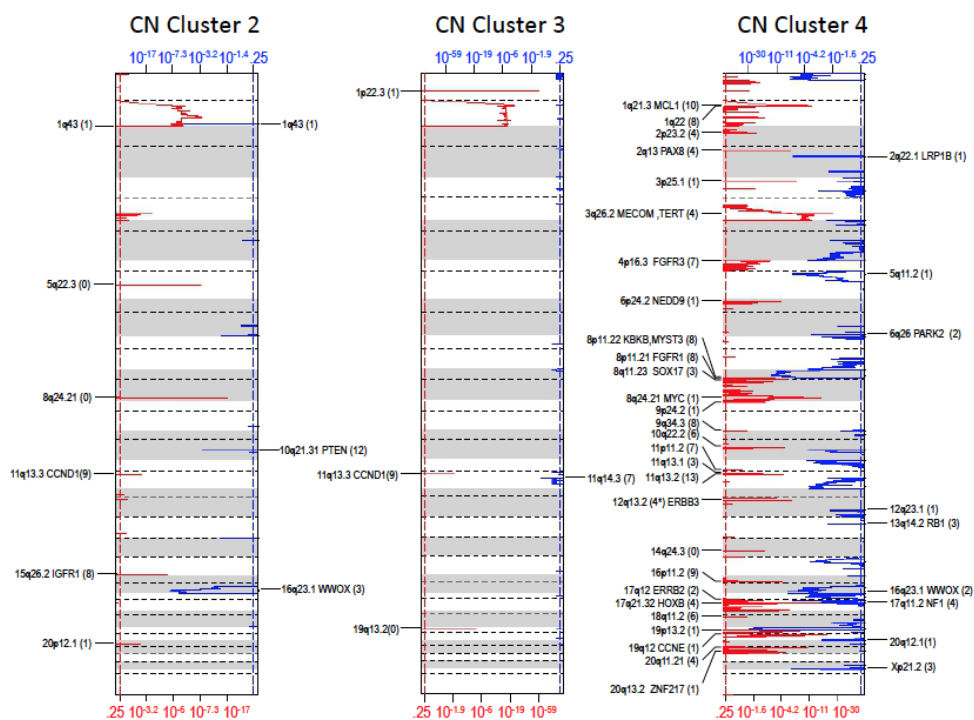 CN Cluster 2
10-17 10-7.3 10-3.2 10-1.4 .25
1q43 (1)
1q43 (1)
5q22.3 (0)
8q24.21 (0)
10q21.31 PTEN (12)
11q13.3 CCND1(9)
15q26.2 IGFR1 (8)
16q23.1 WWOX (3)
20p12.1 (1)
.25 10-3.2 10-6 10-7.3 10-17
CN Cluster 3
10-59 10-19 10-6 10-1.9 .25
1p22.3 (1)
11q13.3 CCND1(9)
11q14.3 (7)
19q13.2(0)
.25 10-1.9 10-6 10-19 10-59
CN Cluster 4
10-30 10-11 10-4.2 10-1.6 .25
1q21.3 MCL1 (10)
1q22 (8)
2p23.2 (4)
2q13 PAX8 (4)
2q22.1 LRP1B (1)
3p25.1 (1)
3q26.2 MECOM ,TERT (4)
4p16.3 FGFR3 (7)
5q11.2 (1)
6p24.2 NEDD9 (1)
6q26 PARK2 (2)
8p11.22 KBKB,MYST3 (8)
8p11.21 FGFR1 (8)
8q11.23 SOX17 (3)
8q24.21 MYC (1)
9p24.2 (1)
9q34.3 (8)
10q22.2 (6)
11p11.2 (7)
11q13.1 (3)
11q13.2 (13)
12q13.2 (4*) ERBB3
12q23.1 (1)
13q14.2 RB1 (3)
14q24.3 (0)
16p11.2 (9)
17q12 ERRB2 (2)
16q23.1 WWOX (2)
17q21.32 HOXB (4)
17q11.2 NF1 (4)
18q11.2 (6)
19p13.2 (1)
20q12.1(1)
19q12 CCNE (1)
20q11.21 (4)
Xp21.2 (3)
20q13.2 ZNF217 (1)
.25 10-1.6 10-4.2 10-11 10-30